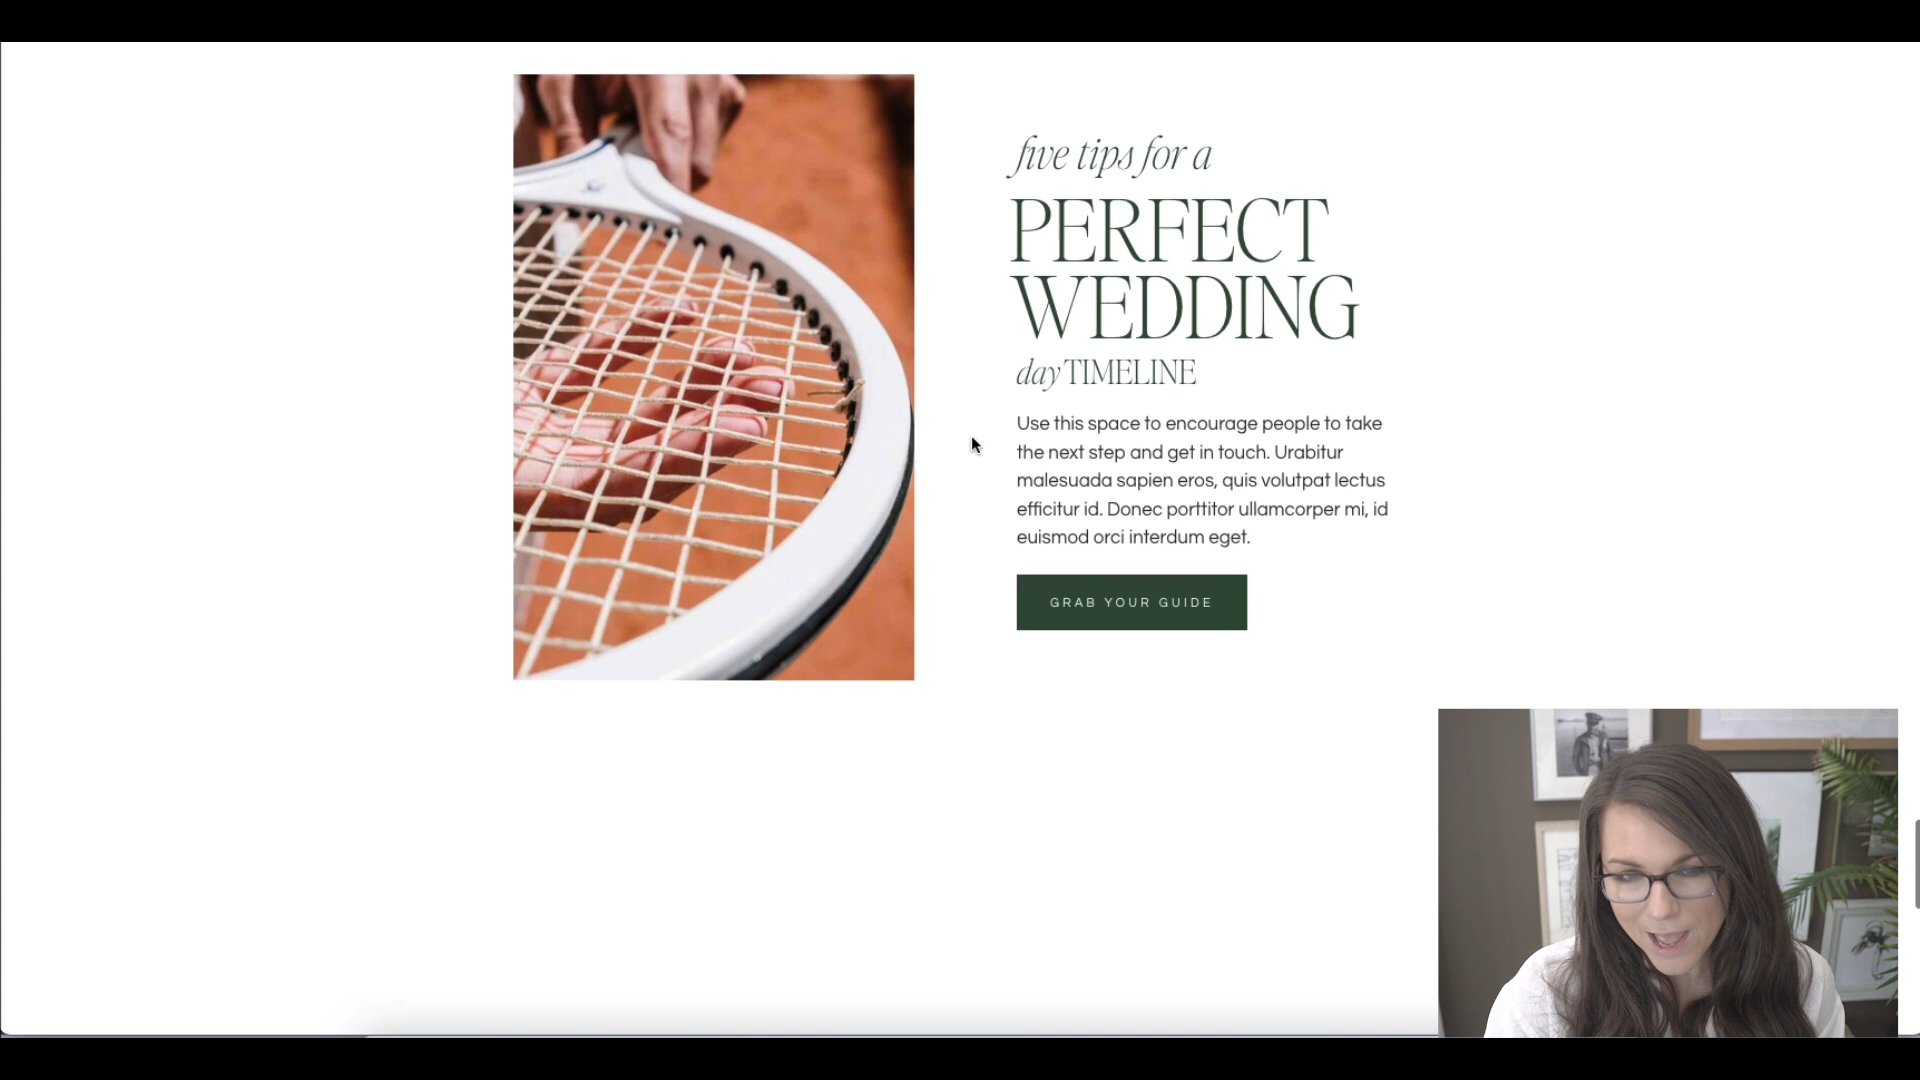 five tips for a
PERFECT
WEDDING
day TIMELINE
Use this space to encourage people to take
the next step and get in touch. Urabitur
malesuada sapien eros, quis volutpat lectus
efficitur id. Donec porttitor ullamcorper mi, id
euismod orci interdum eget.
GRAB YOUR GUIDE